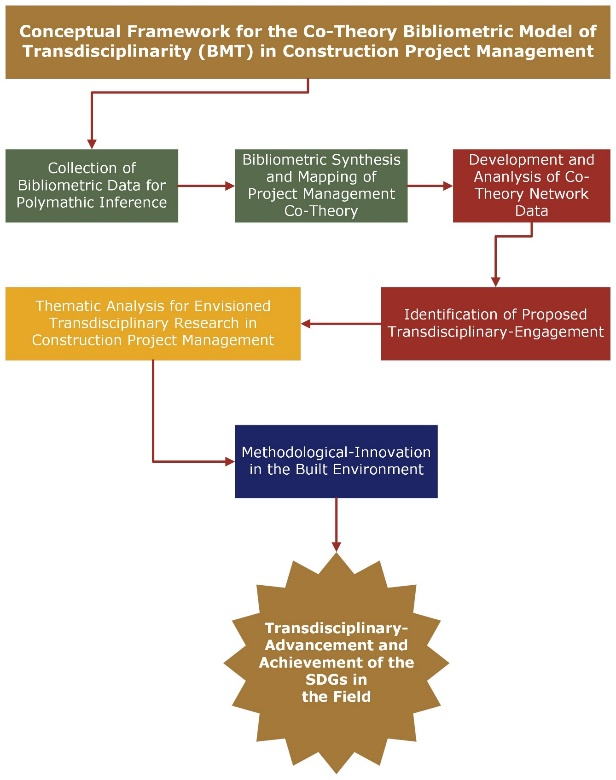 Conceptual Framework for the Co-Theory Bibliometric Model of
Transdisciplinarity (BMT) in Construction Project Management
Collection of
Bibliometric Data for
Polymathic Inference
Bibliometric Synthesis
and Mapping of
Project Management
Co-Theory
Development and
Ananlysis of Co-
Theory Network
Data
Identification of Proposed
Transdisciplinary-Engagement
Thematic Analysis for Envisioned
Transdisciplinary Research in
Construction Project Management
Methodological-Innovation
in the Built Environment
Transdisciplinary-
Advancement and
Achievement of the
SDGs in
the Field